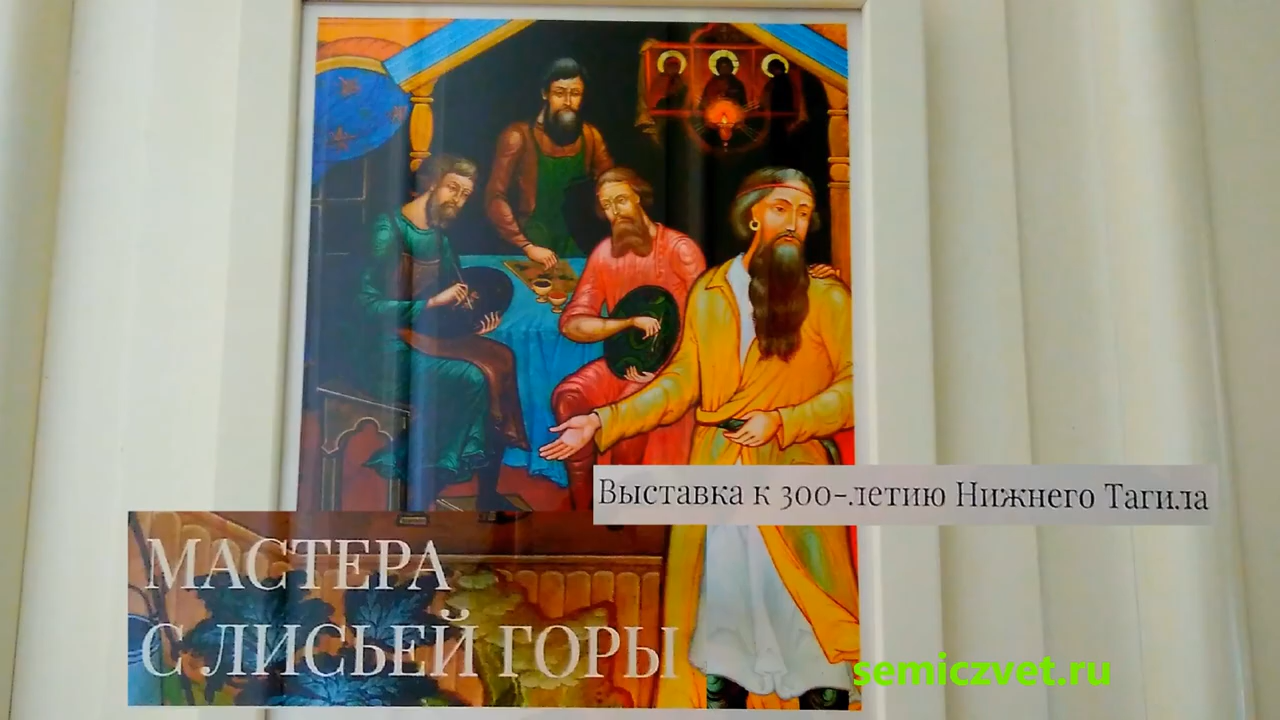 Выставка к 300-летию Нижнего Тагила
МАСТЕРА
С ЛИСЬЕЙ ГОРЫ
semiczvet.ru